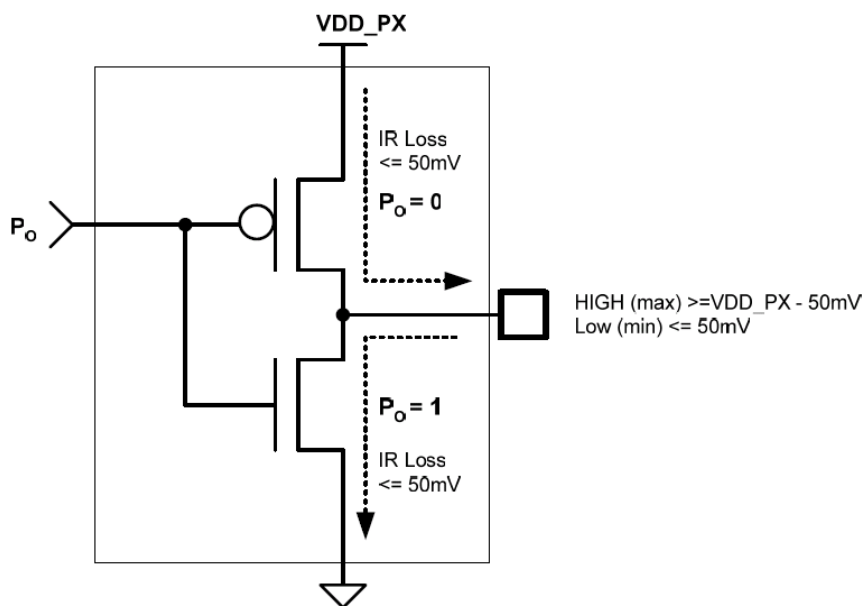 VDD_PX
IR Loss
<= 50mV
Po = 0
Po
HIGH (max) >=VDD_PX - 50mV
Low (min) <= 50mV
Po = 1
IR Loss
<= 50mV